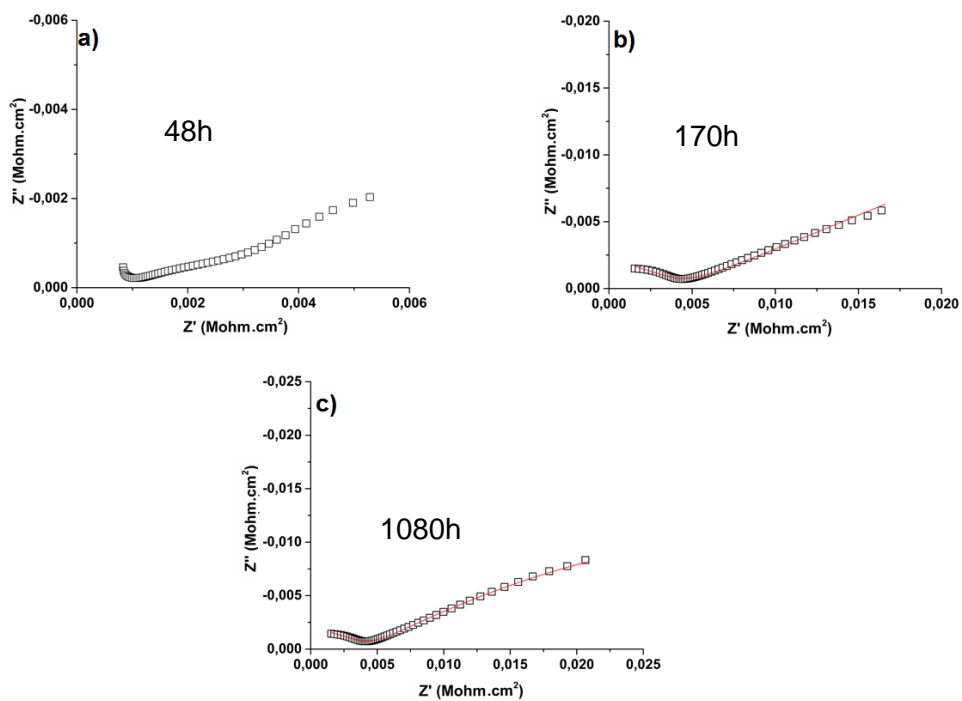 a)
48h
-0,006
-0,004
-0,002
0,000
Z'' (Mohm.cm²)
0,000 0,002 0,004 0,006
Z' (Mohm.cm²)
b)
170h
-0,020
-0,015
-0,010
-0,005
0,000
Z'' (Mohm.cm²)
0,000 0,005 0,010 0,015 0,020
Z' (Mohm.cm²)
c)
1080h
-0,025
-0,020
-0,015
-0,010
-0,005
0,000
Z'' (Mohm.cm²)
0,000 0,005 0,010 0,015 0,020 0,025
Z' (Mohm.cm²)